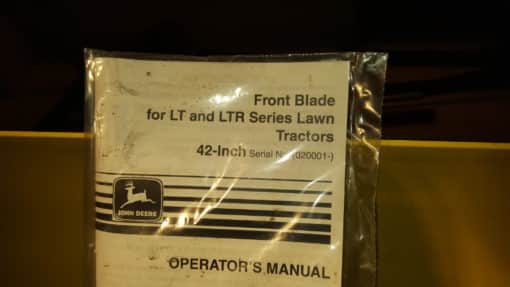 Front Blade
for LT and LTR Series Lawn
Tractors
42-Inch Serial No. (020001-)
JOHN DEERE
OPERATOR'S MANUAL